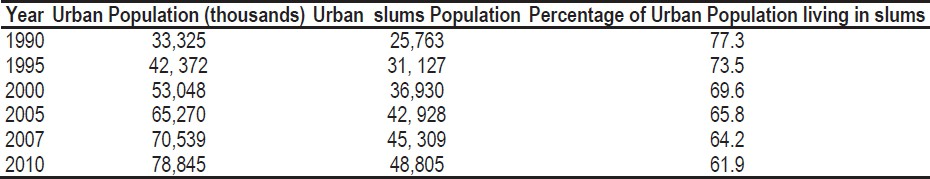 Year Urban Population (thousands) Urban slums Population Percentage of Urban Population living in slums
1990 33,325 25,763 77.3
1995 42, 372 31, 127 73.5
2000 53,048 36,930 69.6
2005 65,270 42, 928 65.8
2007 70,539 45, 309 64.2
2010 78,845 48,805 61.9